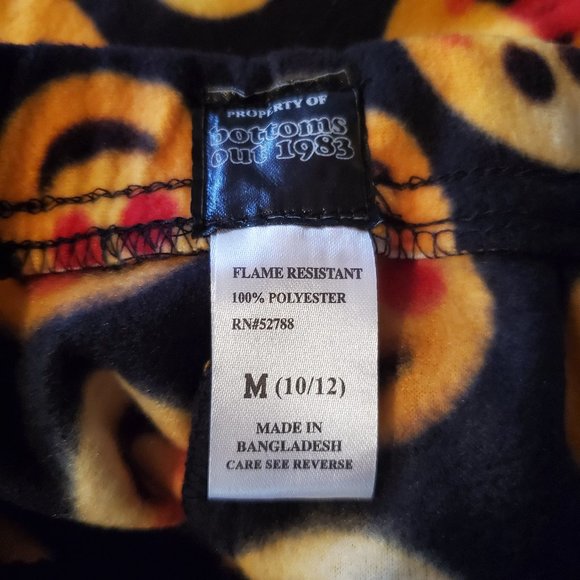 PROPERTY OF
bottoms
out 1983
FLAME RESISTANT
100% POLYESTER
RN#52788
M (10/12)
MADE IN
BANGLADESH
CARE SEE REVERSE